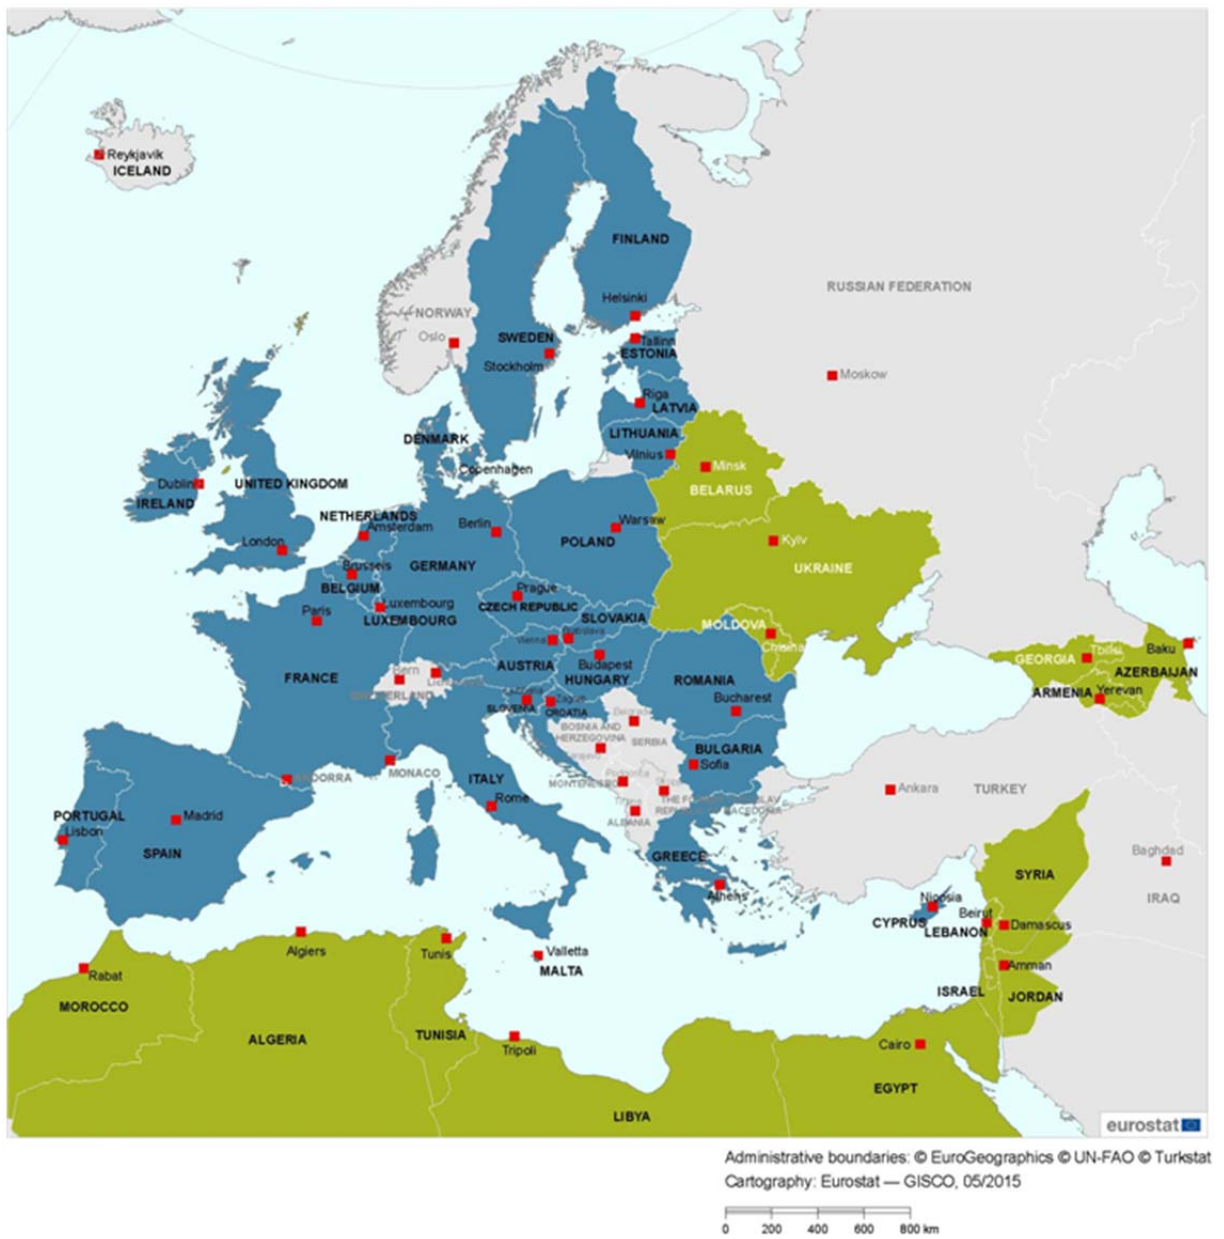 Reykjavik
ICELAND
FINLAND
RUSSIAN FEDERATION
Helsinki
NORWAY
Oslo
SWEDEN
Tallinn
ESTONIA
Stockholm
Moskow
Riga
LATVIA
LITHUANIA
DENMARK
Vilnius
Minsk
Copenhagen
BELARUS
Dublin
UNITED KINGDOM
IRELAND
NETHERLANDS
Amsterdam
Berlin
Warsaw
POLAND
Kyiv
London
Brussels
GERMANY
UKRAINE
BELGIUM
Prague
CZECH REPUBLIC
Luxembourg
LUXEMBOURG
Paris
SLOVAKIA
MOLDOVA
Vienna
Bratislava
AUSTRIA
Budapest
HUNGARY
GEORGIA
Tbilisi
Baku
AZERBAIJAN
Bern
FRANCE
ROMANIA
ARMENIA
Yerevan
SLOVENIA
Zagreb
CROATIA
Bucharest
BOSNIA AND
HERZEGOVINA
SERBIA
BULGARIA
Sofia
MONACO
ITALY
Rome
ANDORRA
ALBANIA
Ankara
TURKEY
PORTUGAL
Lisbon
Madrid
SPAIN
GREECE
Athens
Baghdad
IRAQ
SYRIA
Nicosia
CYPRUS
Beirut
LEBANON
Damascus
Algiers
Tunis
Valletta
MALTA
Rabat
MOROCCO
Amman
ISRAEL
JORDAN
ALGERIA
TUNISIA
Tripoli
Cairo
EGYPT
LIBYA
eurostat
Administrative boundaries: © EuroGeographics © UN-FAO © Turkstat
Cartography: Eurostat — GISCO, 05/2015
0 200 400 600 800 km